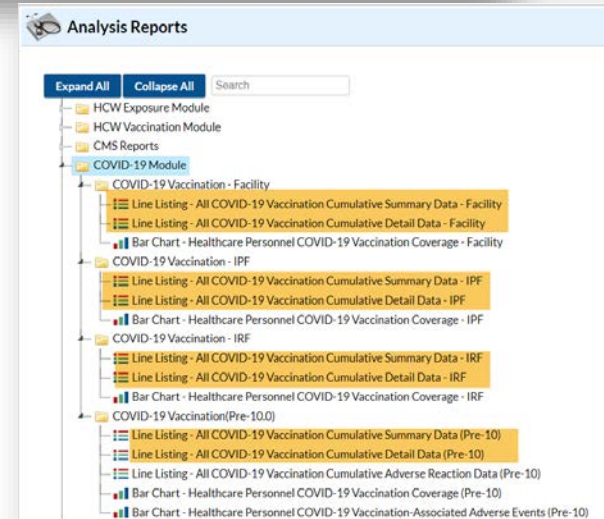 Analysis Reports
Expand All Collapse All Search
HCW Exposure Module
HCW Vaccination Module
CMS Reports
COVID-19 Module
COVID-19 Vaccination - Facility
Line Listing - All COVID-19 Vaccination Cumulative Summary Data - Facility
Line Listing - All COVID-19 Vaccination Cumulative Detail Data - Facility
Bar Chart - Healthcare Personnel COVID-19 Vaccination Coverage - Facility
COVID-19 Vaccination - IPF
Line Listing - All COVID-19 Vaccination Cumulative Summary Data - IPF
Line Listing - All COVID-19 Vaccination Cumulative Detail Data - IPF
Bar Chart - Healthcare Personnel COVID-19 Vaccination Coverage - IPF
COVID-19 Vaccination - IRF
Line Listing - All COVID-19 Vaccination Cumulative Summary Data - IRF
Line Listing - All COVID-19 Vaccination Cumulative Detail Data - IRF
Bar Chart - Healthcare Personnel COVID-19 Vaccination Coverage - IRF
COVID-19 Vaccination(Pre-10.0)
Line Listing - All COVID-19 Vaccination Cumulative Summary Data (Pre-10)
Line Listing - All COVID-19 Vaccination Cumulative Detail Data (Pre-10)
Line Listing - All COVID-19 Vaccination Cumulative Adverse Reaction Data (Pre-10)
Bar Chart - Healthcare Personnel COVID-19 Vaccination Coverage (Pre-10)
Bar Chart - Healthcare Personnel COVID-19 Vaccination-Associated Adverse Events (Pre-10)